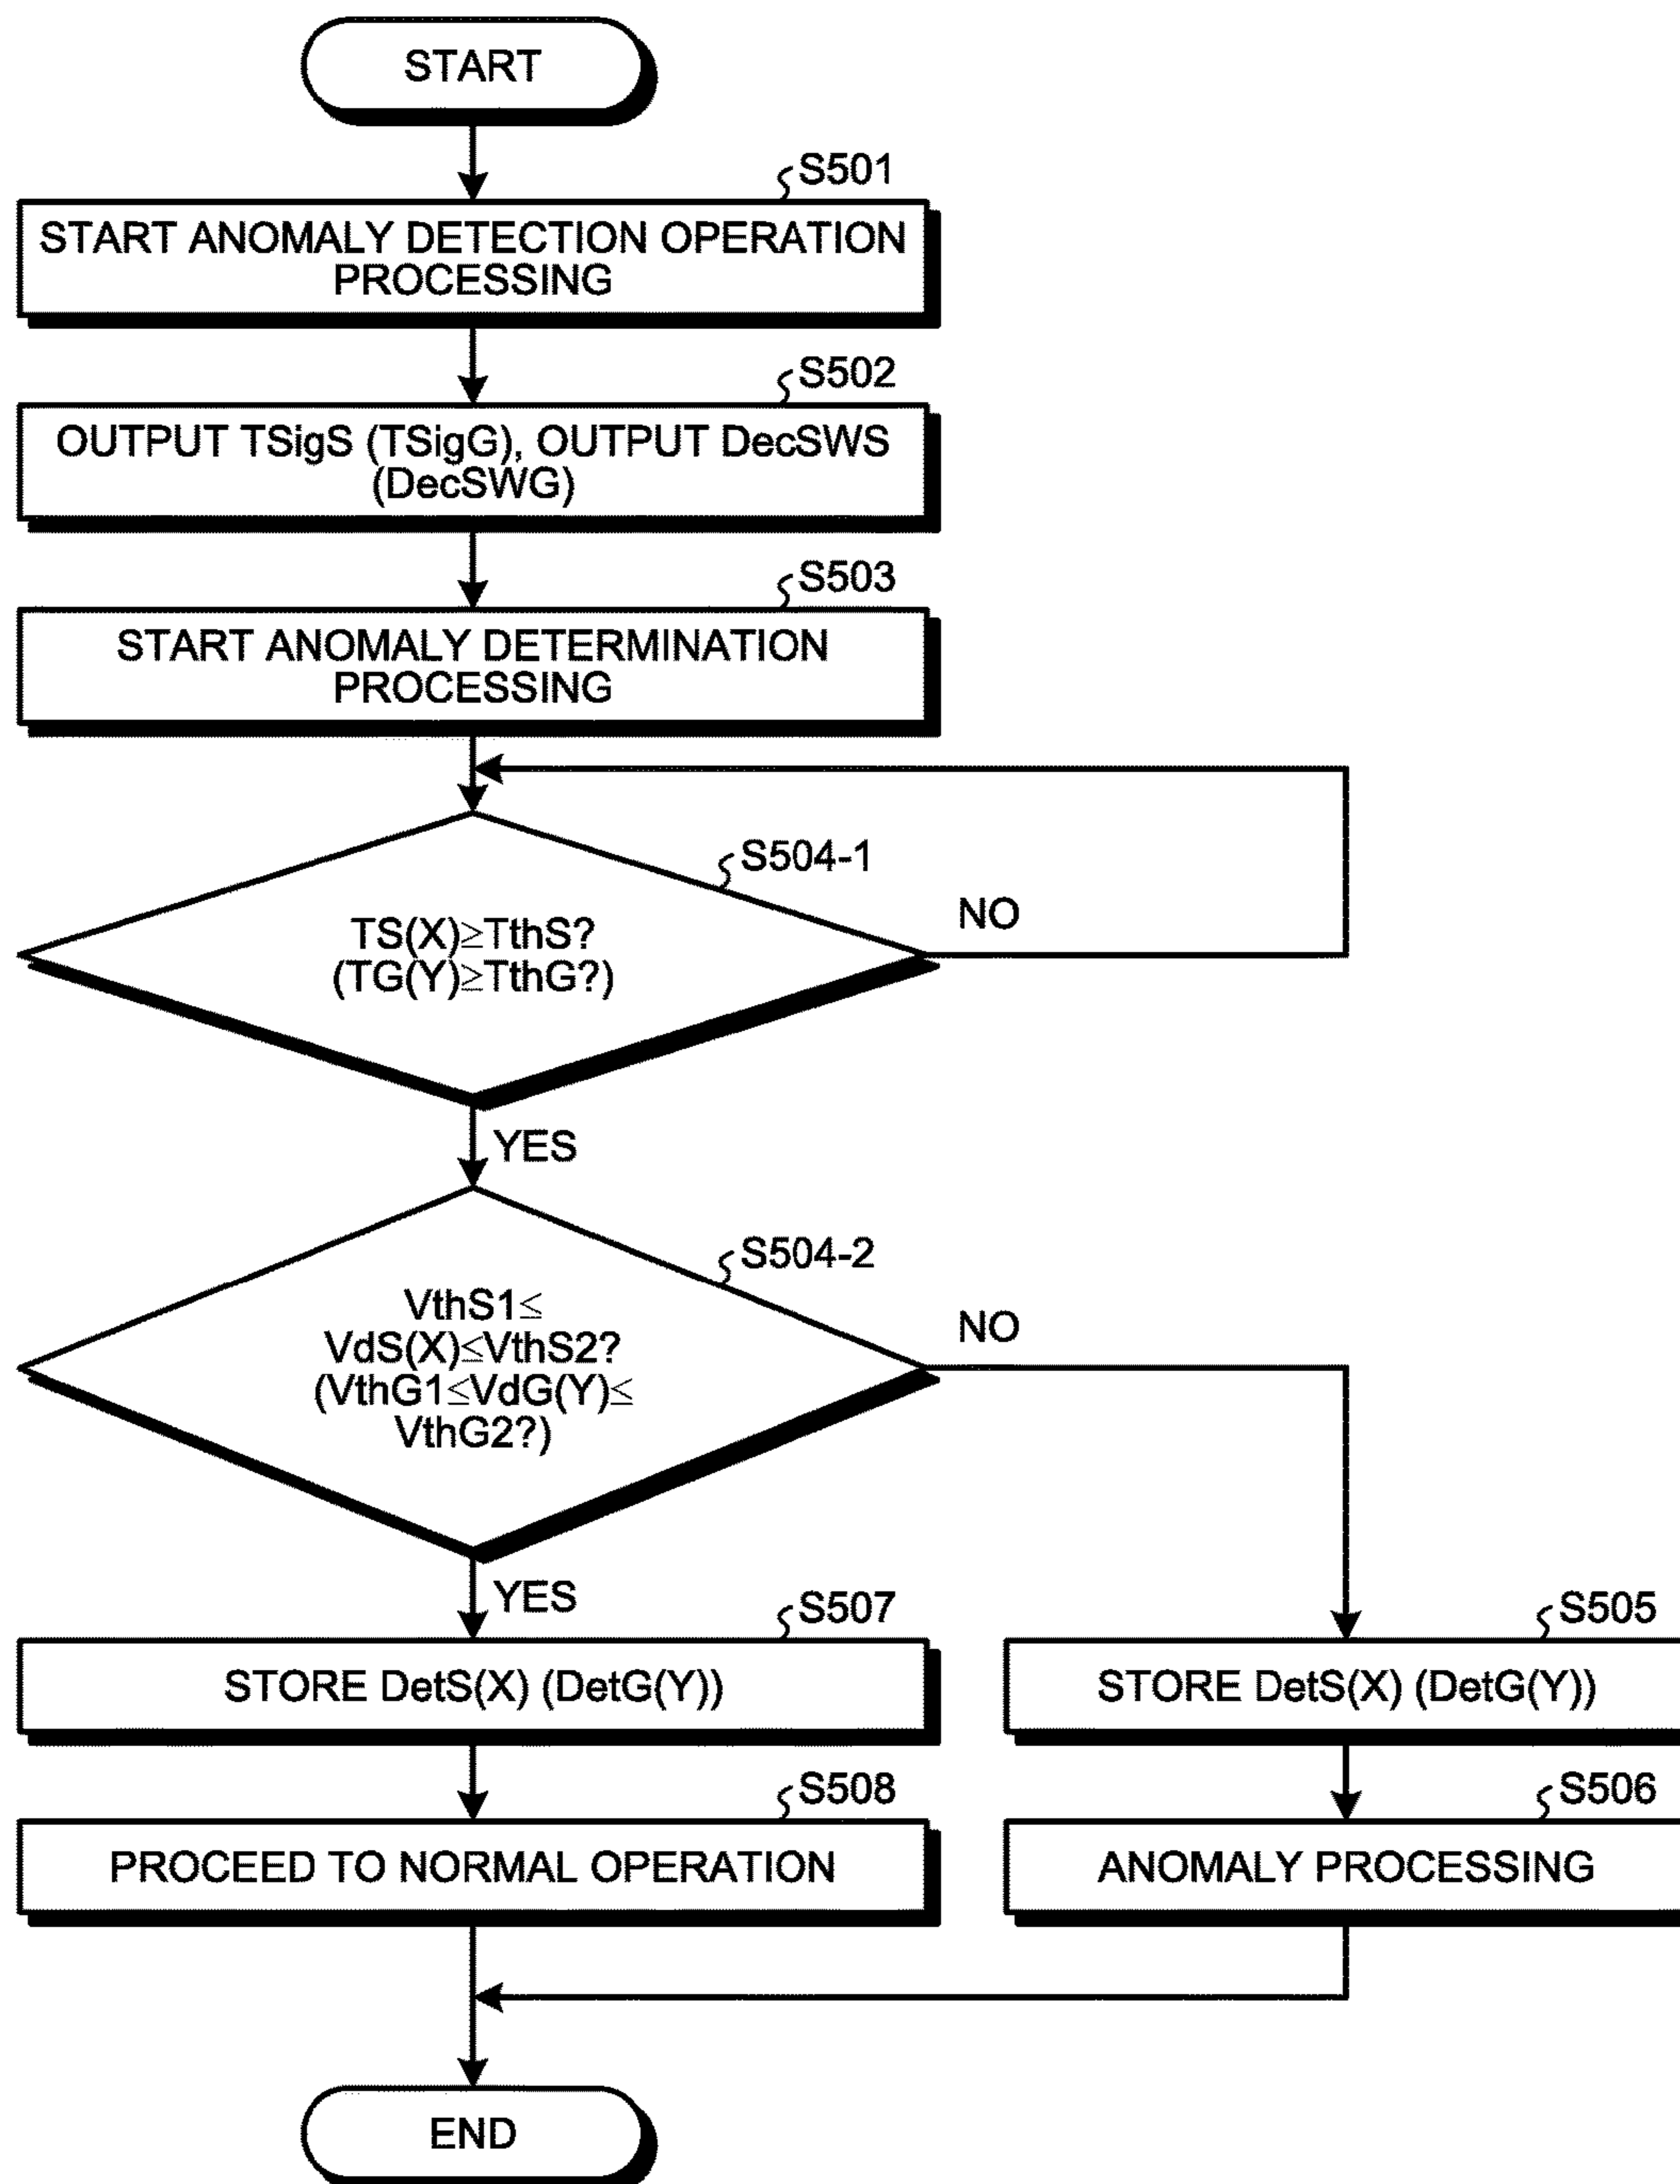 START
S501
START ANOMALY DETECTION OPERATION
PROCESSING
S502
OUTPUT TSigS (TSigG), OUTPUT DecSWS
(DecSWG)
S503
START ANOMALY DETERMINATION
PROCESSING
S504-1
TS(X)≥TthS?
(TG(Y)≥TthG?)
NO
YES
S504-2
VthS1≤
VdS(X)≤VthS2?
(VthG1≤VdG(Y)≤
VthG2?)
NO
YES
S507
STORE DetS(X) (DetG(Y))
S505
STORE DetS(X) (DetG(Y))
S508
PROCEED TO NORMAL OPERATION
S506
ANOMALY PROCESSING
END